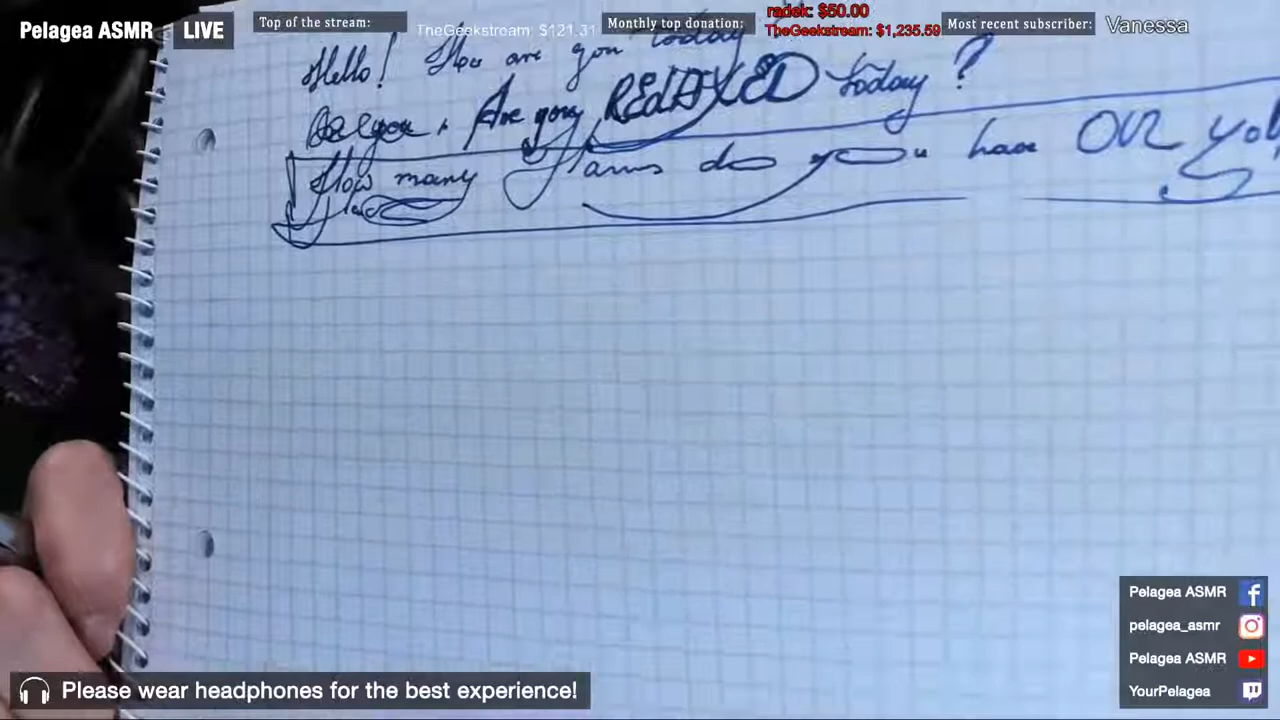 Pelagea ASMR LIVE
Top of the stream: TheGeekstream: $121.31
Monthly top donation: radek: $50.00
TheGeekstream: $1,235.59
Most recent subscriber: Vanessa
Hello! How are you today
Are you RElAXED today?
How many do you have ON
Pelagea ASMR
pelagea_asmr
Pelagea ASMR
YourPelagea
Please wear headphones for the best experience!